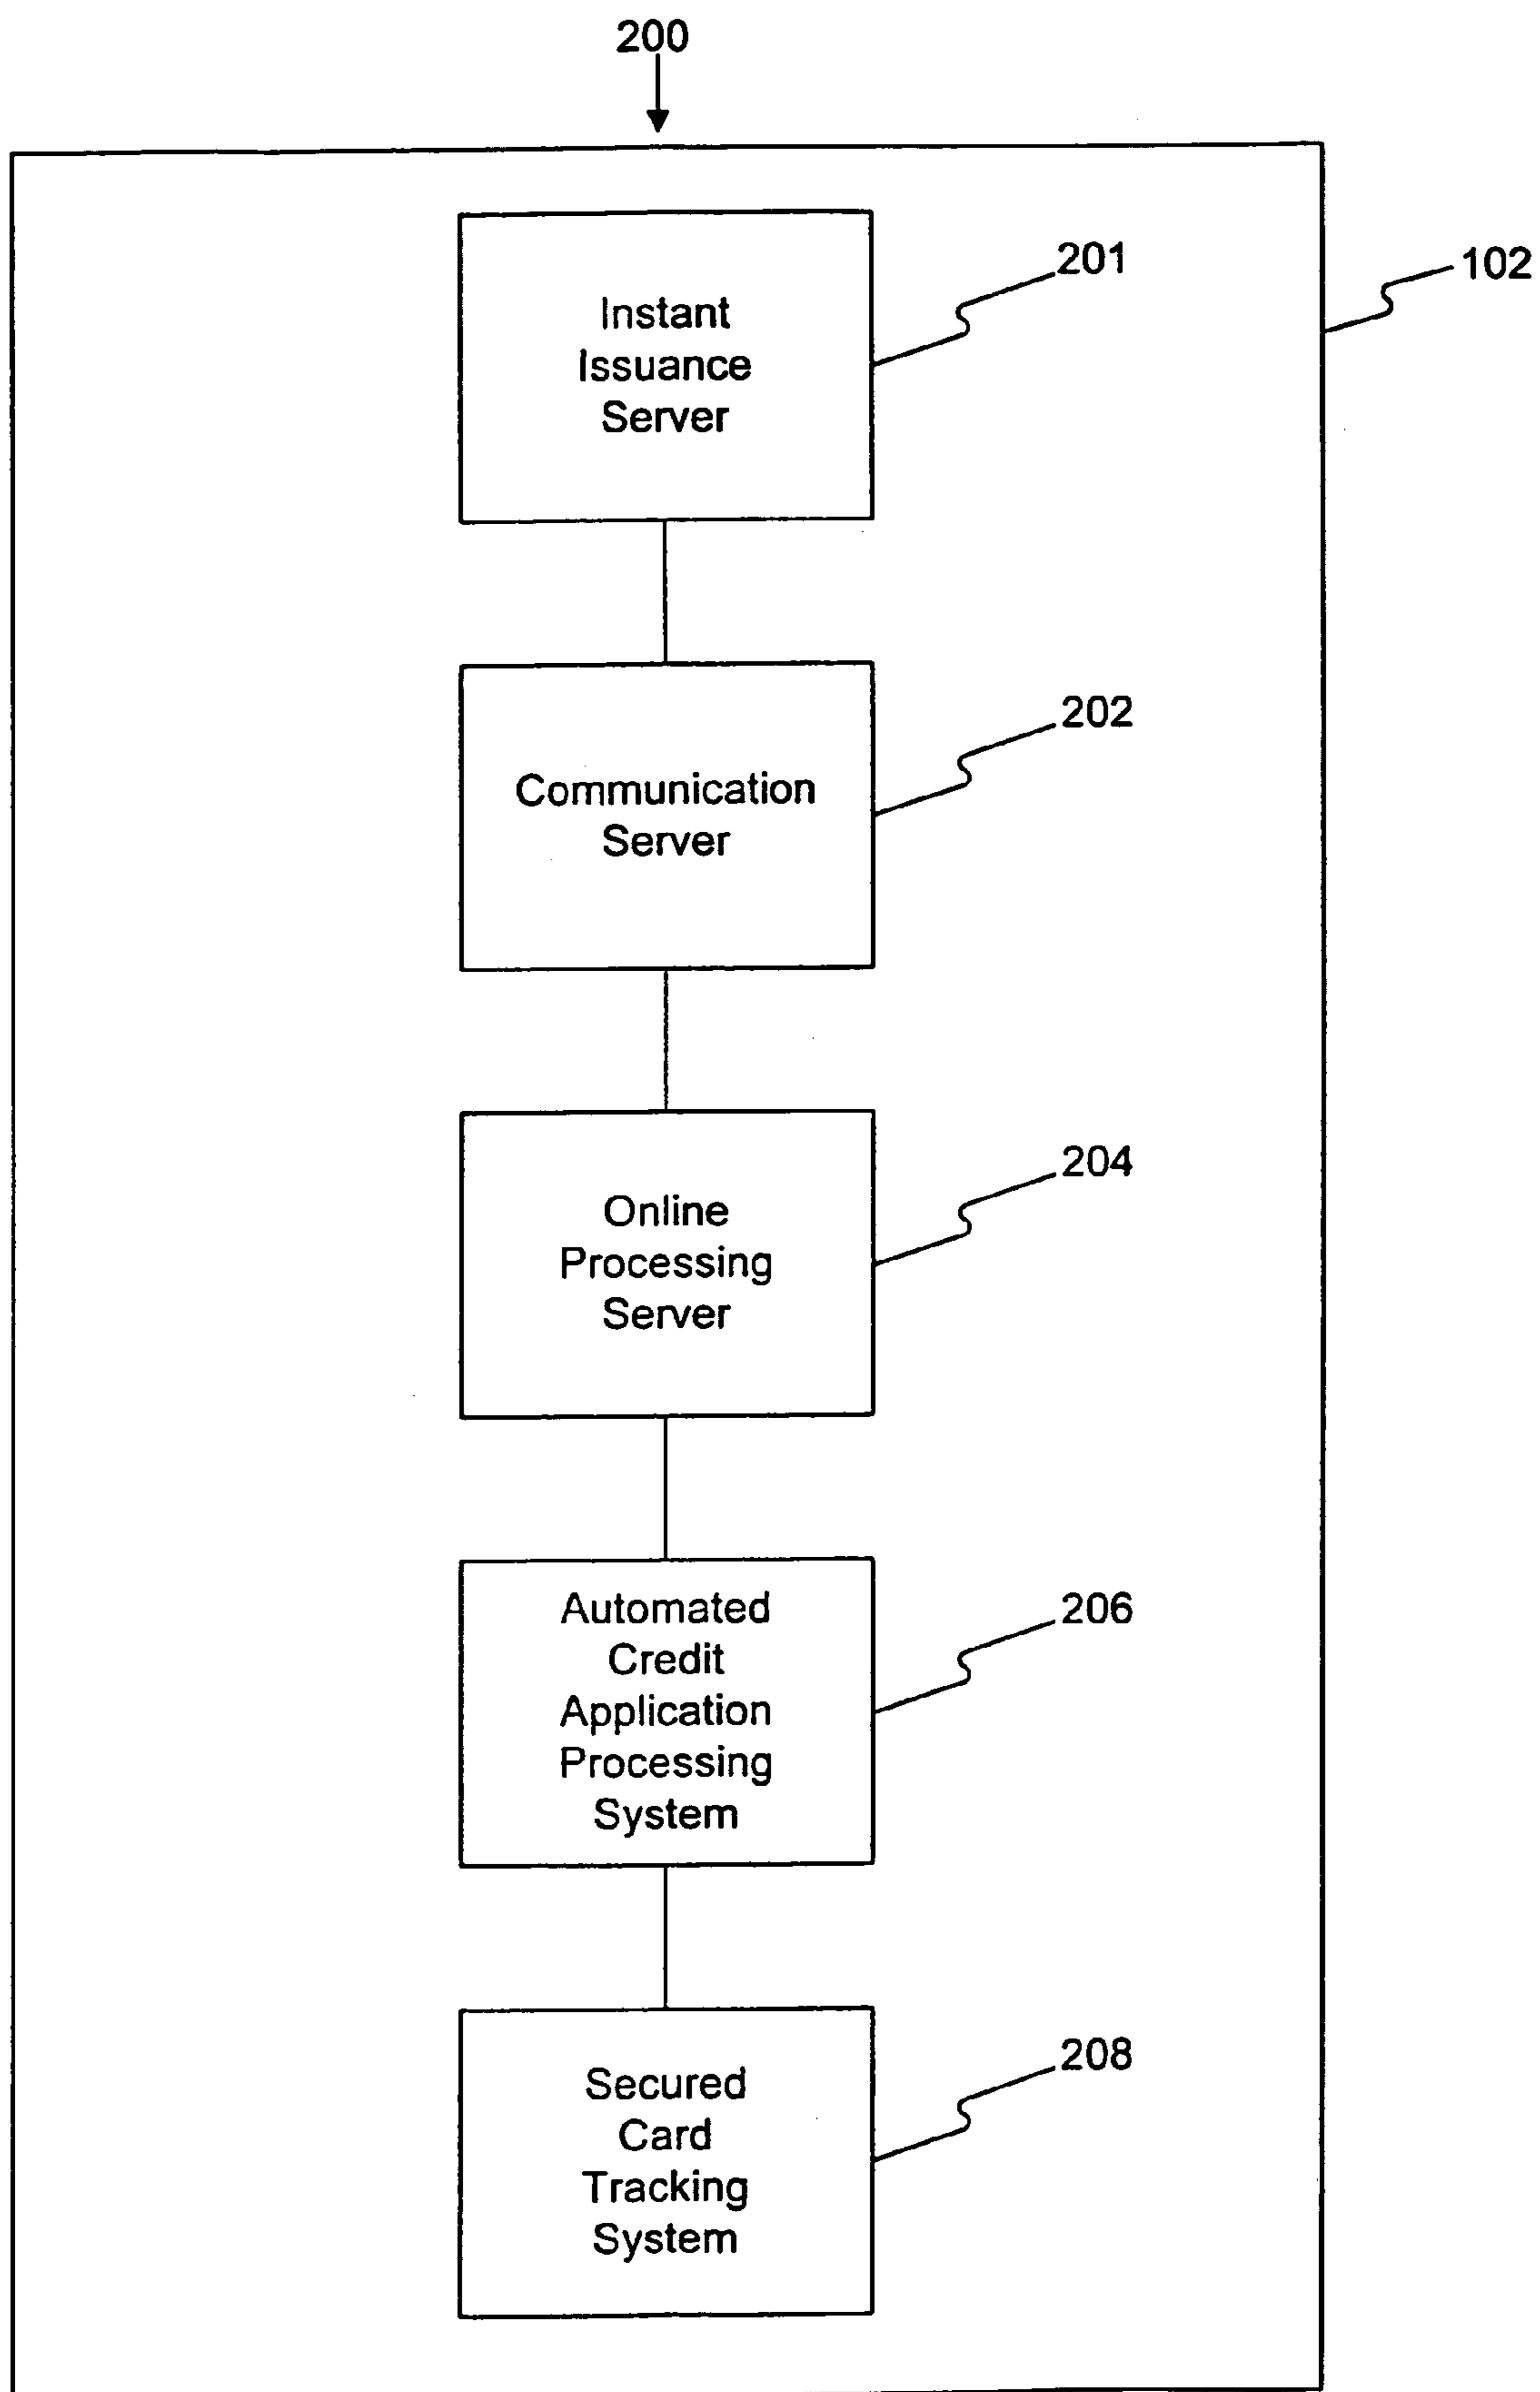 200
Instant
Issuance
Server
201
102
Communication
Server
202
Online
Processing
Server
204
Automated
Credit
Application
Processing
System
206
Secured
Card
Tracking
System
208